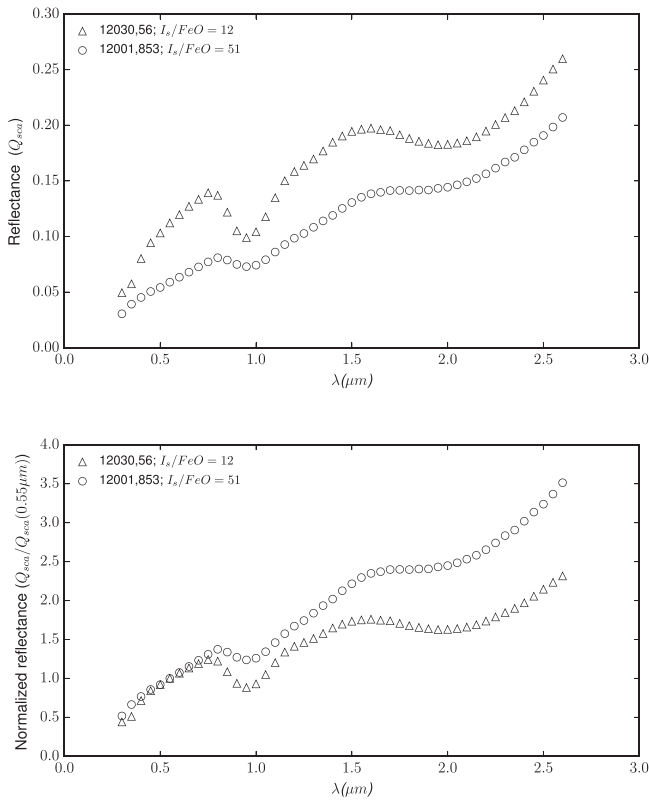 0.30
12030,56; I_s/FeO = 12
12001,853; I_s/FeO = 51
0.25
0.20
0.15
0.10
0.05
0.00
Reflectance (Q_sca)
0.0 0.5 1.0 1.5 2.0 2.5 3.0
λ(μm)
4.0
12030,56; I_s/FeO = 12
12001,853; I_s/FeO = 51
3.5
3.0
2.5
2.0
1.5
1.0
0.5
0.0
Normalized reflectance (Q_sca/Q_sca(0.55μm))
0.0 0.5 1.0 1.5 2.0 2.5 3.0
λ(μm)